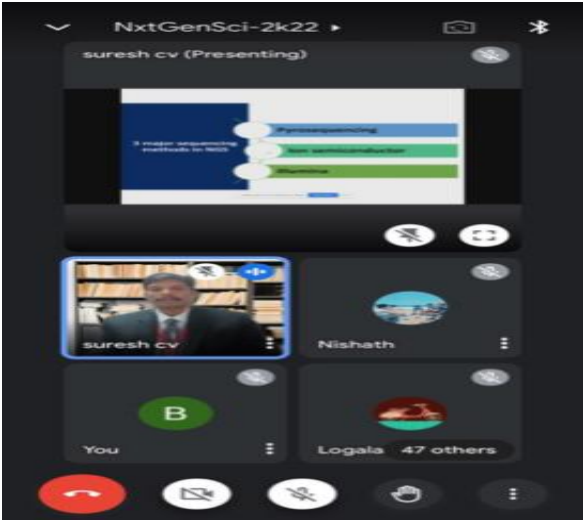 NxtGenSci-2k22
suresh cv (Presenting)
3 major sequencing
methods in NGS
Pyrosequencing
Ion semiconductor
Illumina
suresh cv
Nishath
B
You
Logala
47 others